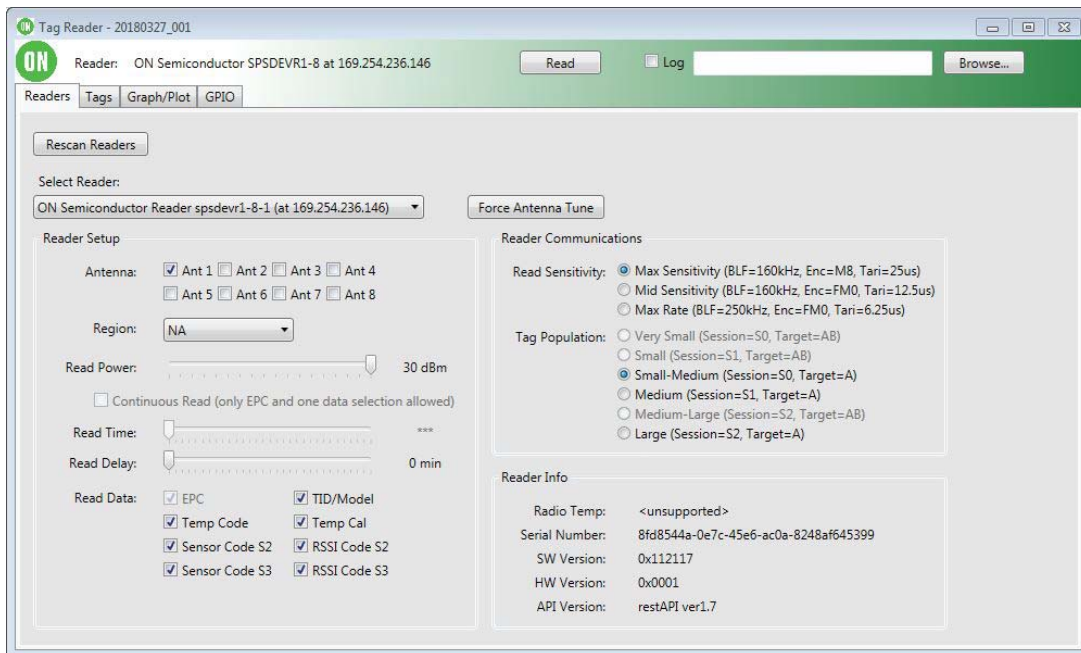 ON Tag Reader - 20180327_001
ON Reader: ON Semiconductor SPSDEVR1-8 at 169.254.236.146 Read Log Browse...
Readers Tags Graph/Plot GPIO
Rescan Readers
Select Reader:
ON Semiconductor Reader spsdevr1-8-1 (at 169.254.236.146) Force Antenna Tune
Reader Setup
Antenna: Ant 1 Ant 2 Ant 3 Ant 4
Ant 5 Ant 6 Ant 7 Ant 8
Region: NA
Read Power: 30 dBm
Continuous Read (only EPC and one data selection allowed)
Read Time: ***
Read Delay: 0 min
Read Data: EPC TID/Model
Temp Code Temp Cal
Sensor Code S2 RSSI Code S2
Sensor Code S3 RSSI Code S3
Reader Communications
Read Sensitivity: Max Sensitivity (BLF=160kHz, Enc=M8, Tari=25us)
Mid Sensitivity (BLF=160kHz, Enc=FM0, Tari=12.5us)
Max Rate (BLF=250kHz, Enc=FM0, Tari=6.25us)
Tag Population: Very Small (Session=S0, Target=AB)
Small (Session=S1, Target=AB)
Small-Medium (Session=S0, Target=A)
Medium (Session=S1, Target=A)
Medium-Large (Session=S2, Target=AB)
Large (Session=S2, Target=A)
Reader Info
Radio Temp: <unsupported>
Serial Number: 8fd8544a-0e7c-45e6-ac0a-8248af645399
SW Version: 0x112117
HW Version: 0x0001
API Version: restAPI ver1.7